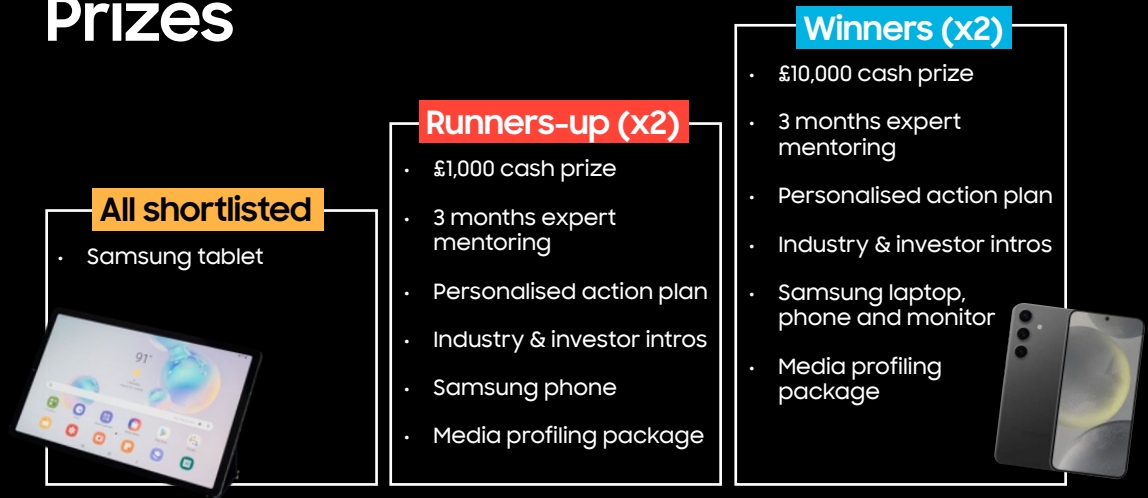 Prizes
All shortlisted
· Samsung tablet
91°
Runners-up (x2)
· £1,000 cash prize
· 3 months expert
mentoring
· Personalised action plan
· Industry & investor intros
· Samsung phone
· Media profiling package
Winners (x2)
· £10,000 cash prize
· 3 months expert
mentoring
· Personalised action plan
· Industry & investor intros
· Samsung laptop,
phone and monitor
· Media profiling
package